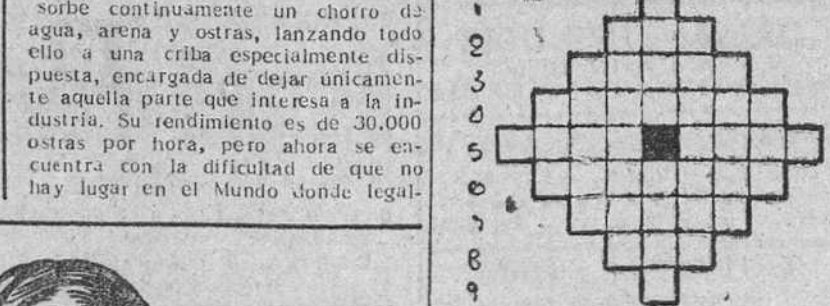 sorbe continuamente un chorro de
agua, arena y ostras, lanzando todo
ello a una criba especialmente dis-
puesta, encargada de dejar únicamen-
te aquella parte que interesa a la in-
dustria. Su rendimiento es de 30.000
ostras por hora, pero ahora se en-
cuentra con la dificultad de que no
hay lugar en el Mundo donde legal-
1
2
3
5
8
9